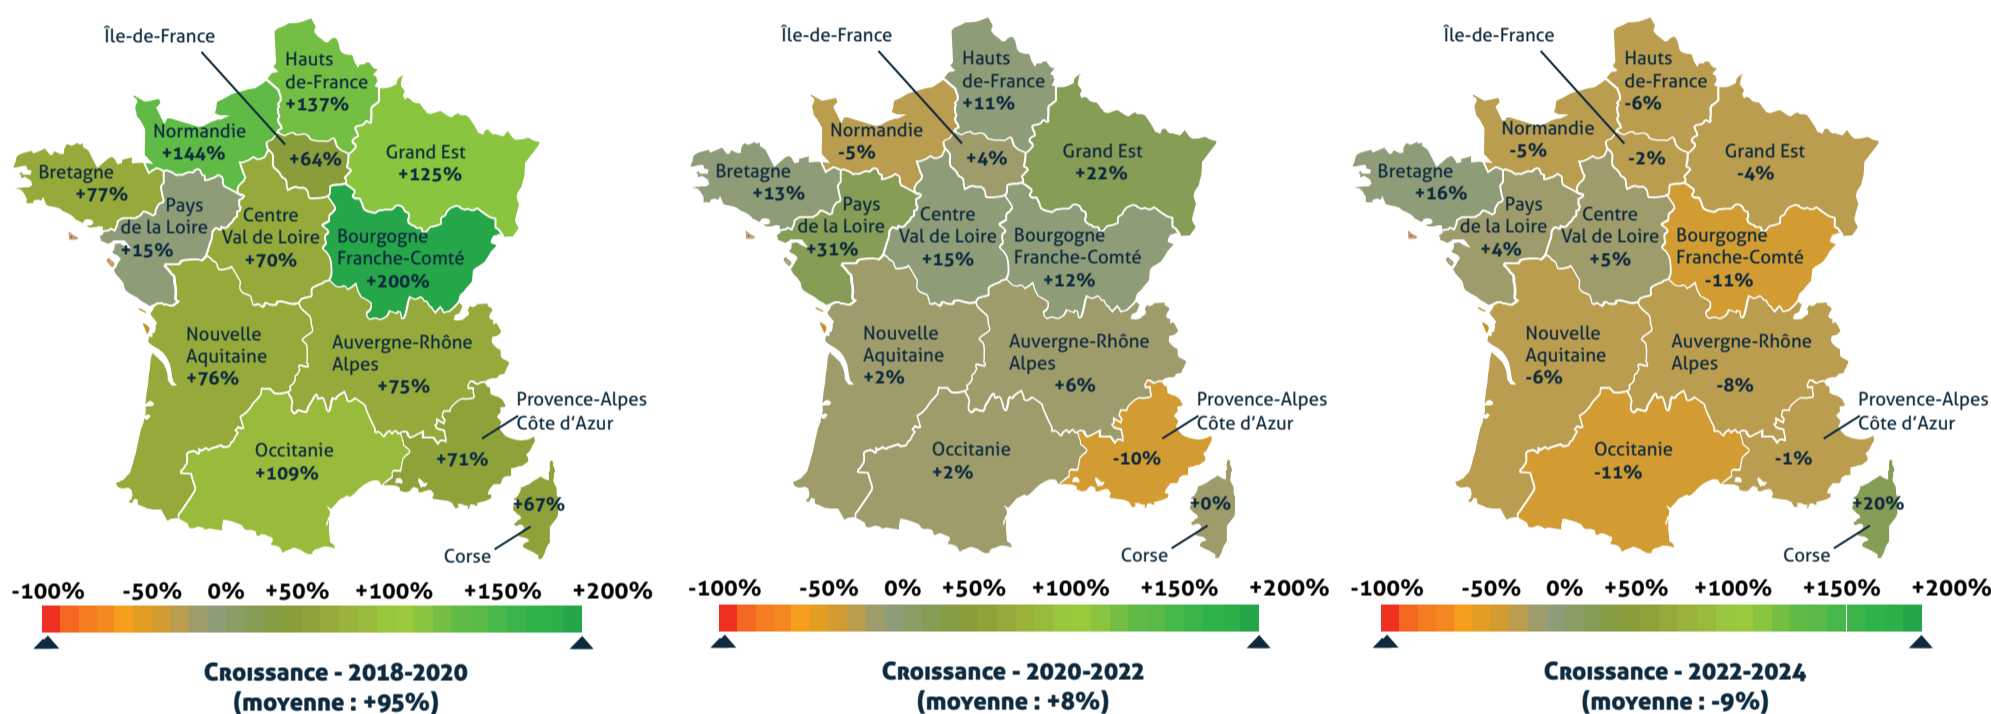 Île-de-France
Hauts
de-France
+137%
Normandie
+144%
+64%
Grand Est
+125%
Bretagne
+77%
Pays
de la Loire
+15%
Centre
Val de Loire
+70%
Bourgogne
Franche-Comté
+200%
Nouvelle
Aquitaine
+76%
Auvergne-Rhône
Alpes
+75%
Provence-Alpes
Côte d'Azur
+71%
Occitanie
+109%
+67%
Corse
-100% -50% 0% +50% +100% +150% +200%
Croissance - 2018-2020
(moyenne : +95%)
Île-de-France
Hauts
de-France
+11%
Normandie
-5%
+4%
Grand Est
+22%
Bretagne
+13%
Pays
de la Loire
+31%
Centre
Val de Loire
+15%
Bourgogne
Franche-Comté
+12%
Nouvelle
Aquitaine
+2%
Auvergne-Rhône
Alpes
+6%
Provence-Alpes
Côte d'Azur
-10%
Occitanie
+2%
+0%
Corse
-100% -50% 0% +50% +100% +150% +200%
Croissance - 2020-2022
(moyenne : +8%)
Île-de-France
Hauts
de-France
-6%
Normandie
-5%
-2%
Grand Est
-4%
Bretagne
+16%
Pays
de la Loire
+4%
Centre
Val de Loire
+5%
Bourgogne
Franche-Comté
-11%
Nouvelle
Aquitaine
-6%
Auvergne-Rhône
Alpes
-8%
Provence-Alpes
Côte d'Azur
-1%
Occitanie
-11%
+20%
Corse
-100% -50% 0% +50% +100% +150% +200%
Croissance - 2022-2024
(moyenne : -9%)